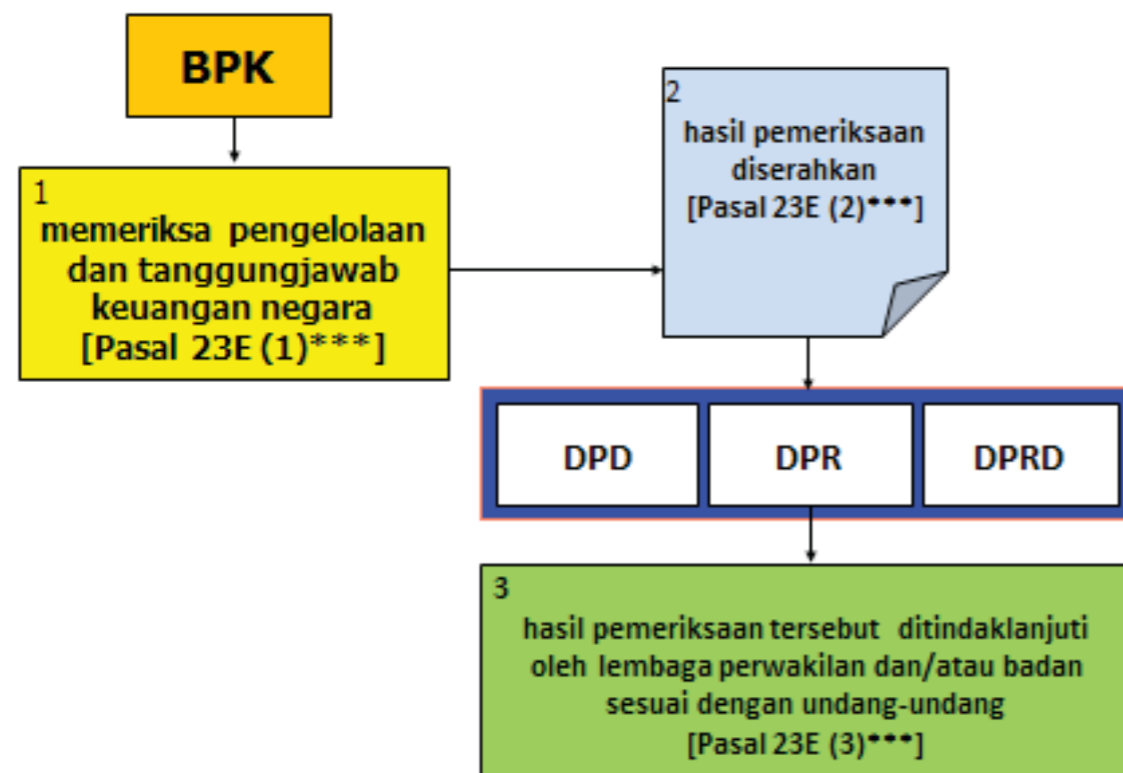 BPK
1
memeriksa pengelolaan
dan tanggungjawab
keuangan negara
[Pasal 23E (1)***]
2
hasil pemeriksaan
diserahkan
[Pasal 23E (2)***]
DPD
DPR
DPRD
3
hasil pemeriksaan tersebut ditindaklanjuti
oleh lembaga perwakilan dan/atau badan
sesuai dengan undang-undang
[Pasal 23E (3)***]